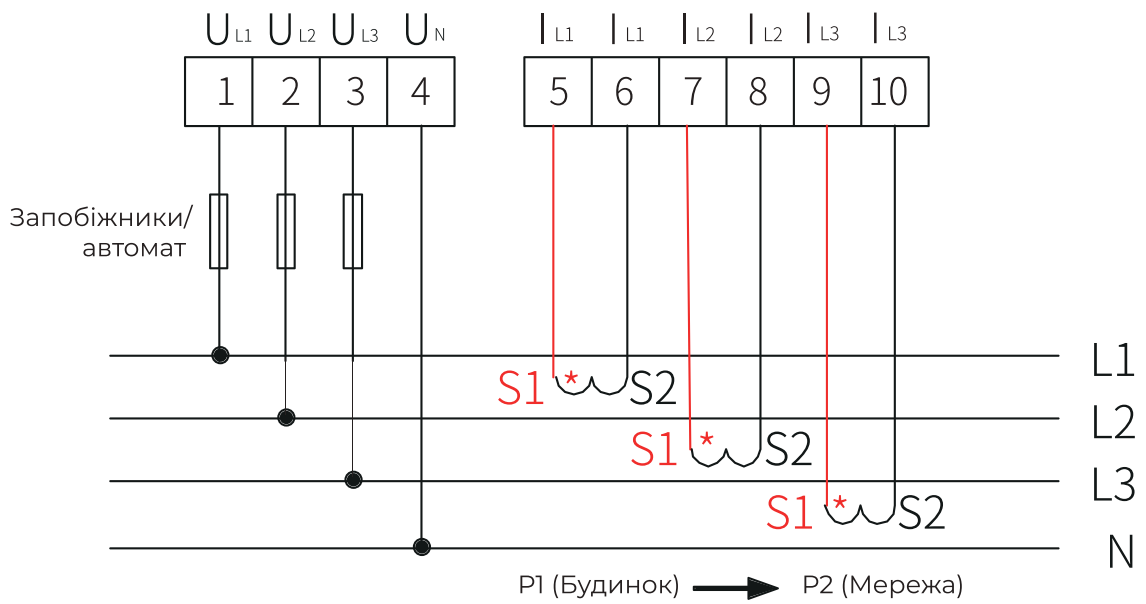 U L1 U L2 U L3 U N I L1 I L1 I L2 I L2 I L3 I L3
1 2 3 4 5 6 7 8 9 10
Запобіжники/
автомат
L1
S1 * S2
L2
S1 * S2
L3
S1 * S2
N
P1 (Будинок) P2 (Мережа)